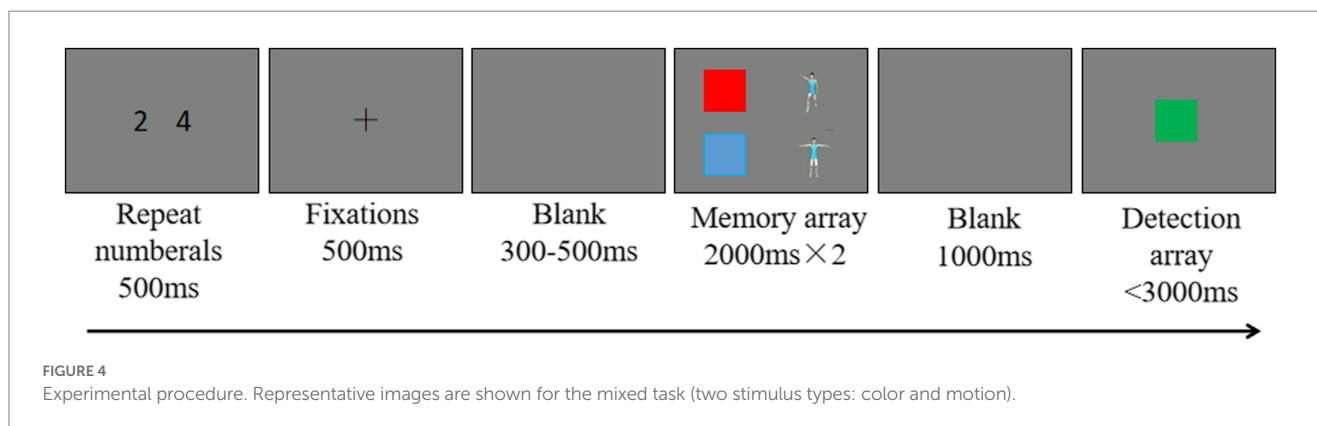 2 4
+
Repeat
numberals
500ms
Fixations
500ms
Blank
300-500ms
Memory array
2000ms×2
Blank
1000ms
Detection
array
<3000ms
FIGURE 4
Experimental procedure. Representative images are shown for the mixed task (two stimulus types: color and motion).